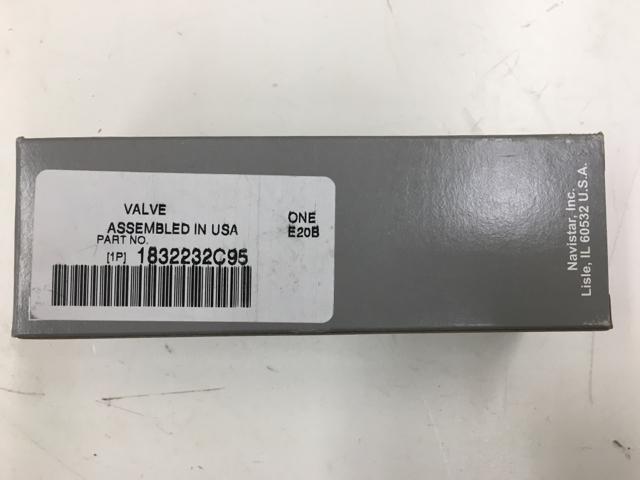 VALVE
ASSEMBLED IN USA
PART NO.
[1P] 1832232C95
ONE
E20B
Navistar, Inc.
Lisle, IL 60532 U.S.A.